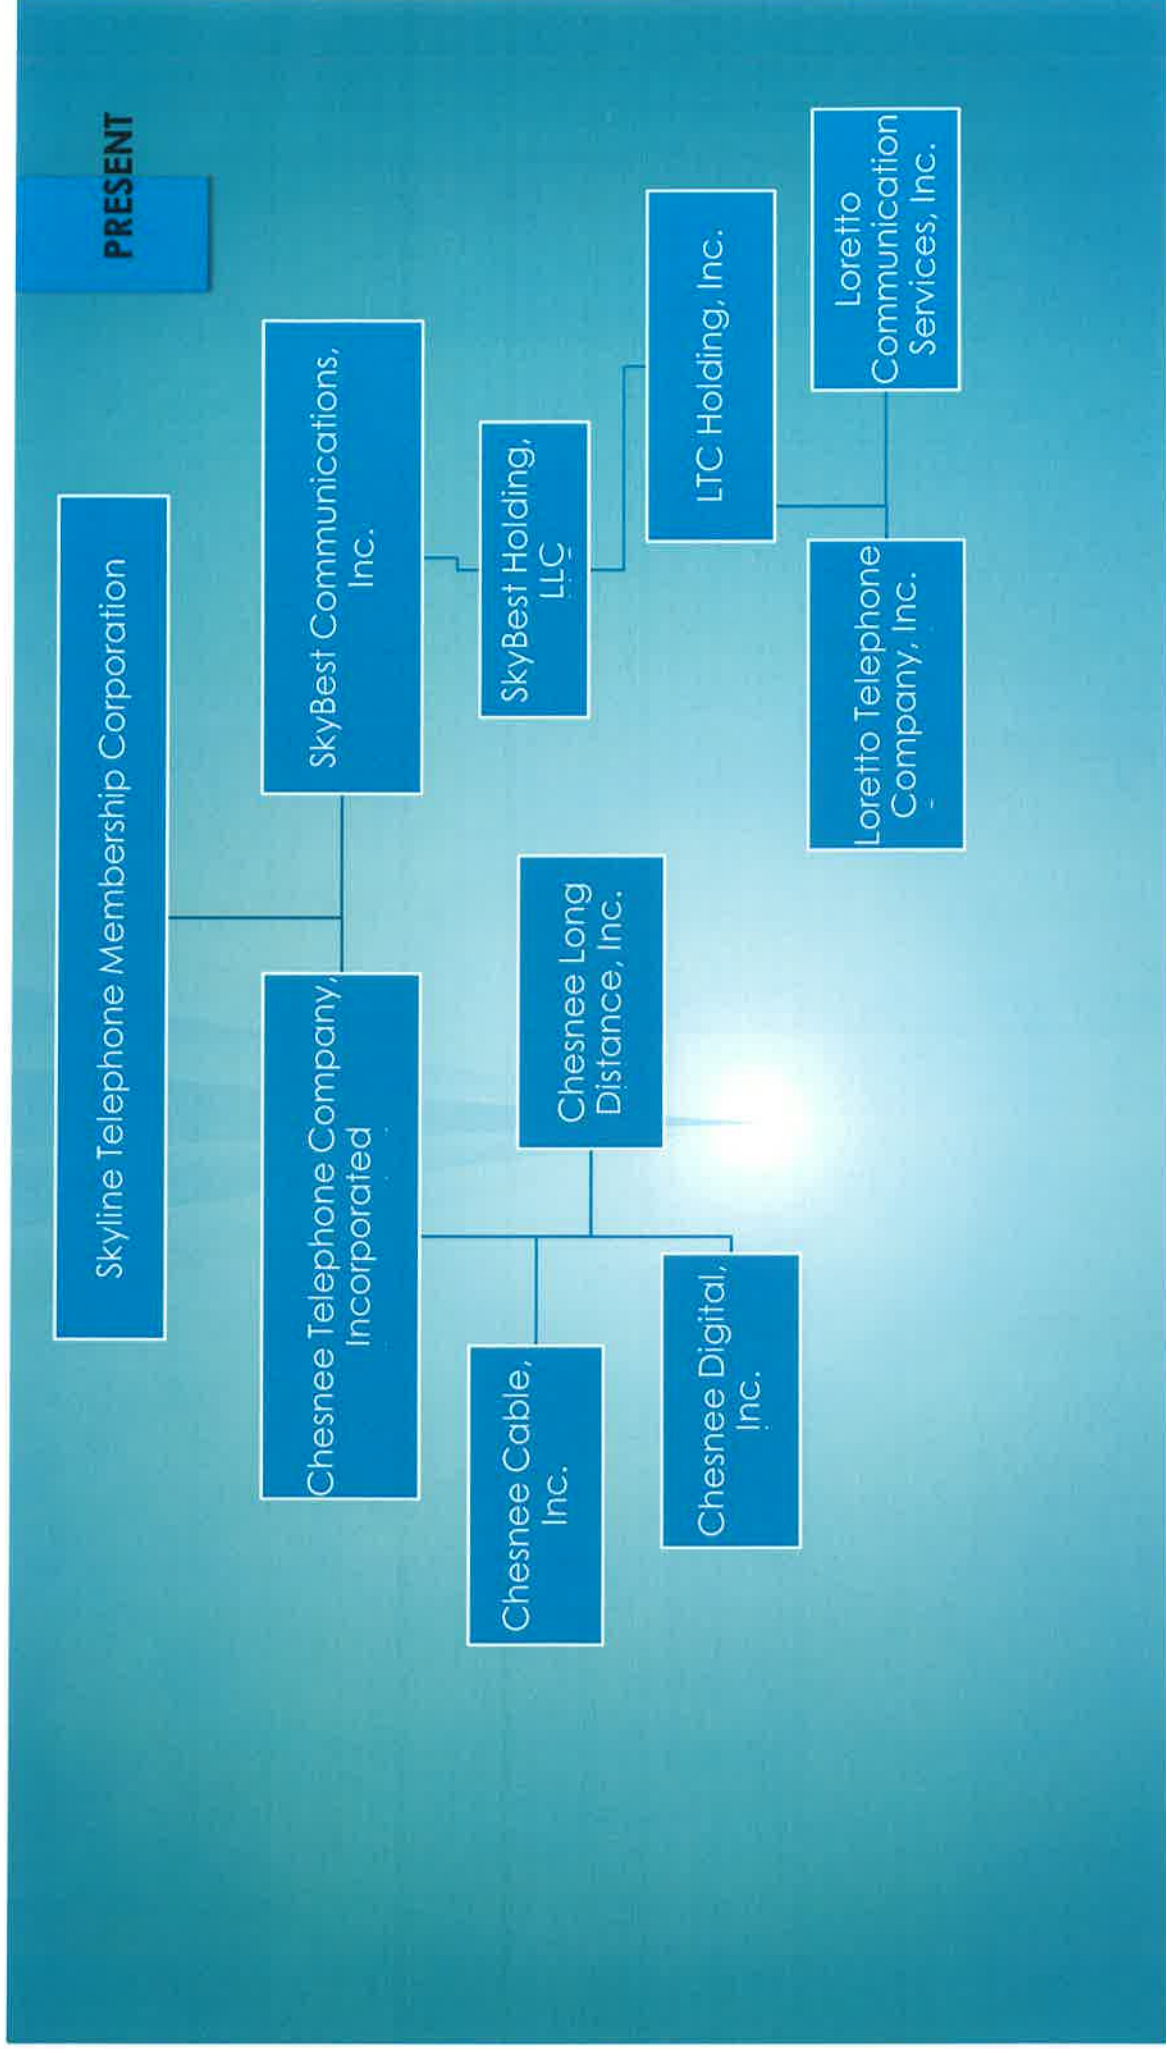 PRESENT
Skyline Telephone Membership Corporation
Chesnee Telephone Company,
Incorporated
SkyBest Communications,
Inc.
Chesnee Cable,
Inc.
Chesnee Long
Distance, Inc.
Chesnee Digital,
Inc.
SkyBest Holding,
LLC
LTC Holding, Inc.
Loretto Telephone
Company, Inc.
Loretto
Communication
Services, Inc.